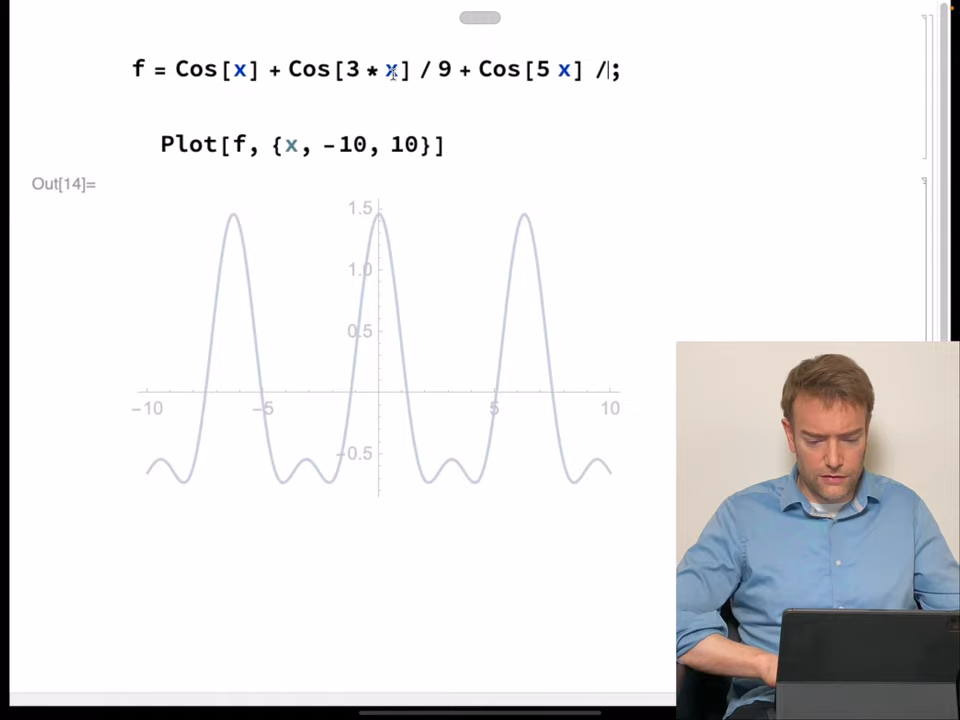 f = Cos[x] + Cos[3 * x] / 9 + Cos[5 x] /;
Plot[f, {x, -10, 10}]
Out[14]=
1.5
1.0
0.5
-10 -5 5 10
-0.5